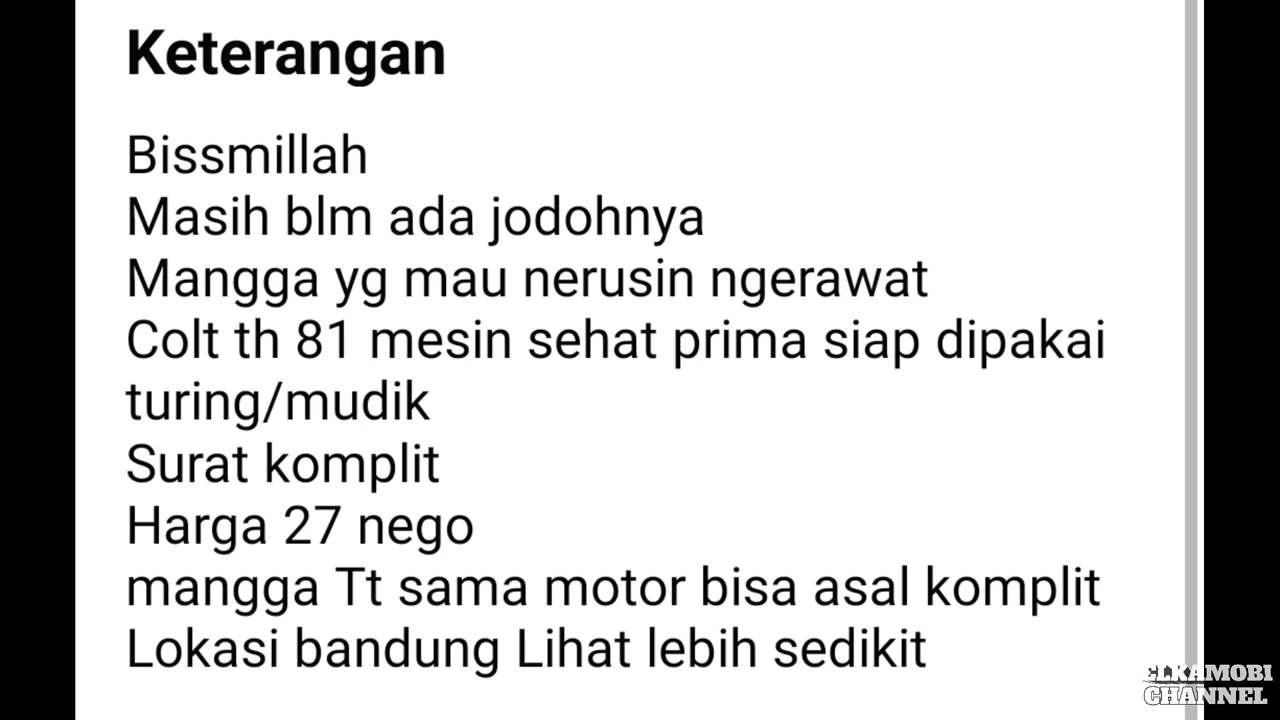 Keterangan
Bissmillah
Masih blm ada jodohnya
Mangga yg mau nerusin ngerawat
Colt th 81 mesin sehat prima siap dipakai
turing/mudik
Surat komplit
Harga 27 nego
mangga Tt sama motor bisa asal komplit
Lokasi bandung Lihat lebih sedikit
ELKAMOBI
CHANNEL